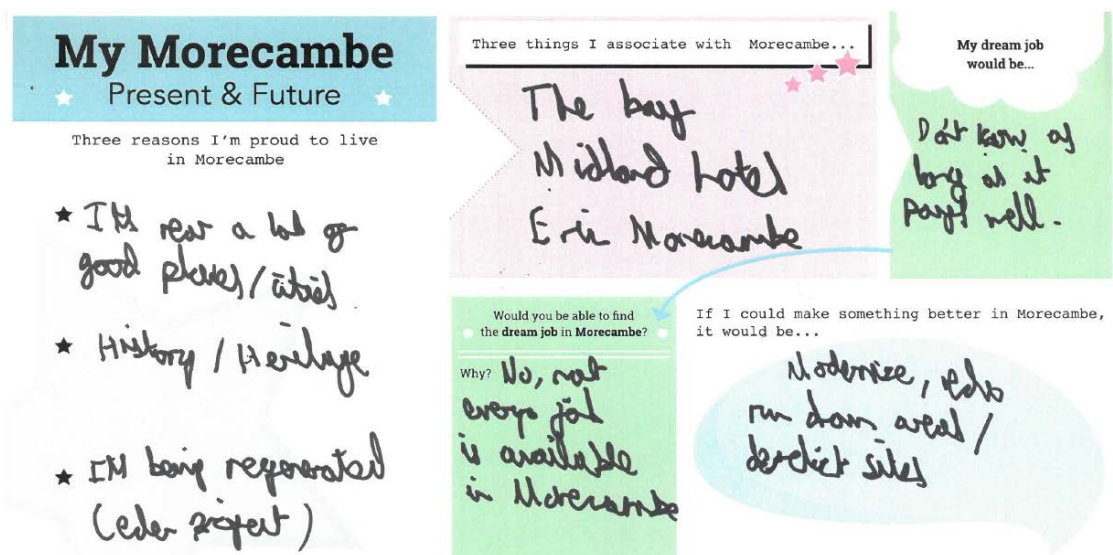 My Morecambe
Present & Future
Three reasons I'm proud to live
in Morecambe
Its near a lot of
good places/cities
History / Heritage
Its being regenerated
(eden project)
Three things I associate with Morecambe...
The bay
Midland hotel
Eric Morecambe
My dream job
would be...
Don't know as
long as it
pays well.
Would you be able to find
the dream job in Morecambe?
Why? No, not
every job
is available
in Morecambe
If I could make something better in Morecambe,
it would be...
Modernise,
run down areas /
derelict sites